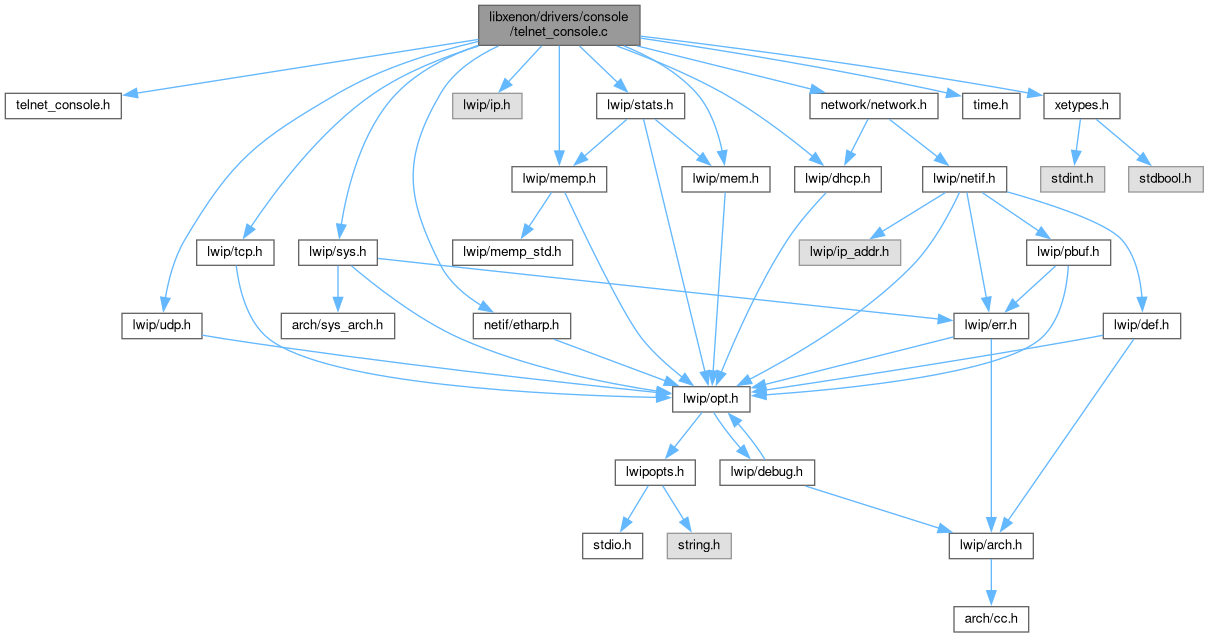 libxenon/drivers/console
/telnet_console.c
telnet_console.h
lwip/ip.h
lwip/stats.h
network/network.h
time.h
xetypes.h
lwip/memp.h
lwip/mem.h
lwip/dhcp.h
lwip/netif.h
stdint.h
stdbool.h
lwip/tcp.h
lwip/sys.h
lwip/memp_std.h
lwip/ip_addr.h
lwip/pbuf.h
lwip/udp.h
arch/sys_arch.h
netif/etharp.h
lwip/err.h
lwip/def.h
lwip/opt.h
lwipopts.h
lwip/debug.h
stdio.h
string.h
lwip/arch.h
arch/cc.h